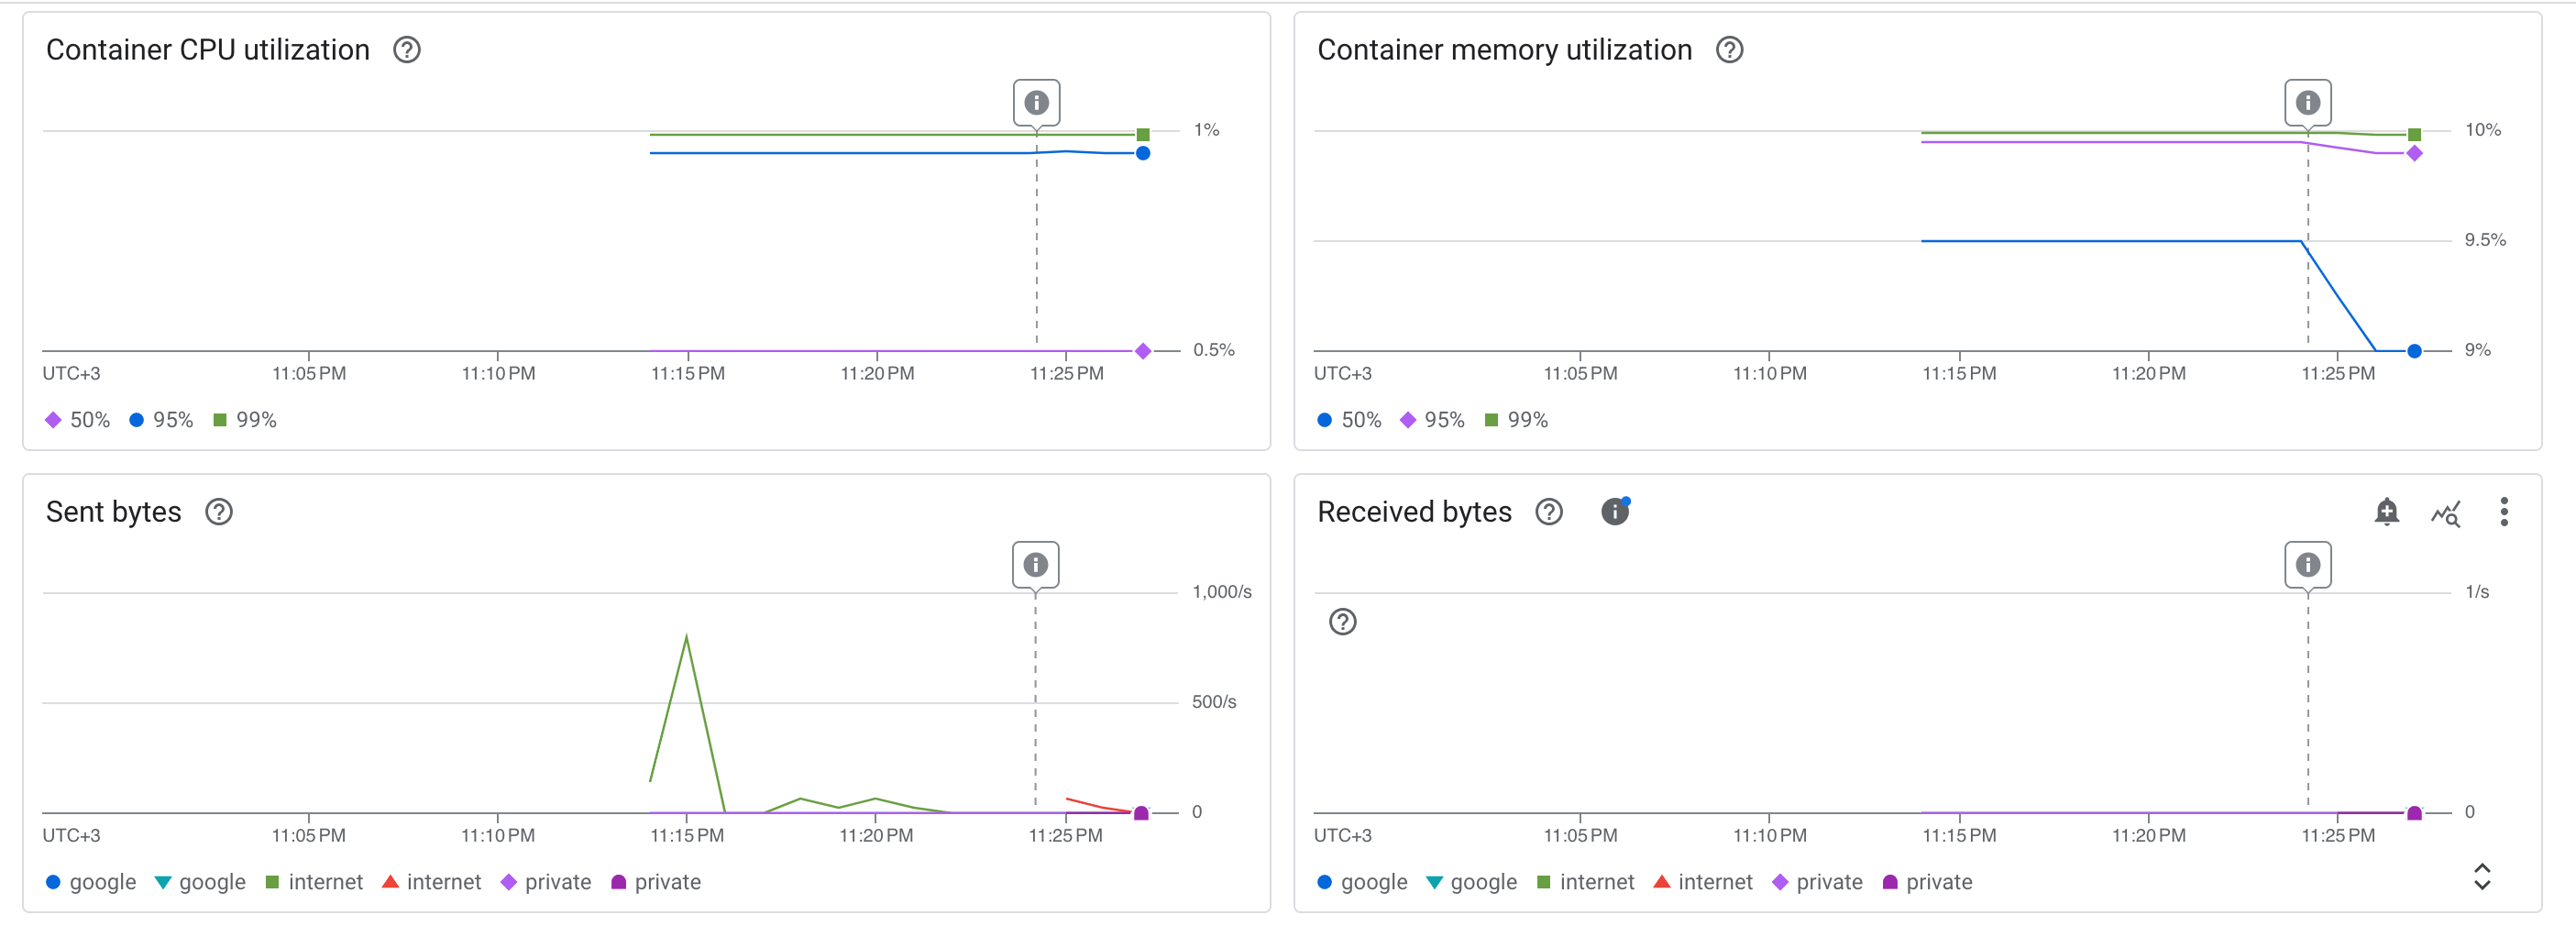 Container CPU utilization
1%
0.5%
UTC+3 11:05 PM 11:10 PM 11:15 PM 11:20 PM 11:25 PM
50% 95% 99%
Container memory utilization
10%
9.5%
9%
UTC+3 11:05 PM 11:10 PM 11:15 PM 11:20 PM 11:25 PM
50% 95% 99%
Sent bytes
1,000/s
500/s
0
UTC+3 11:05 PM 11:10 PM 11:15 PM 11:20 PM 11:25 PM
google google internet internet private private
Received bytes
1/s
0
UTC+3 11:05 PM 11:10 PM 11:15 PM 11:20 PM 11:25 PM
google google internet internet private private